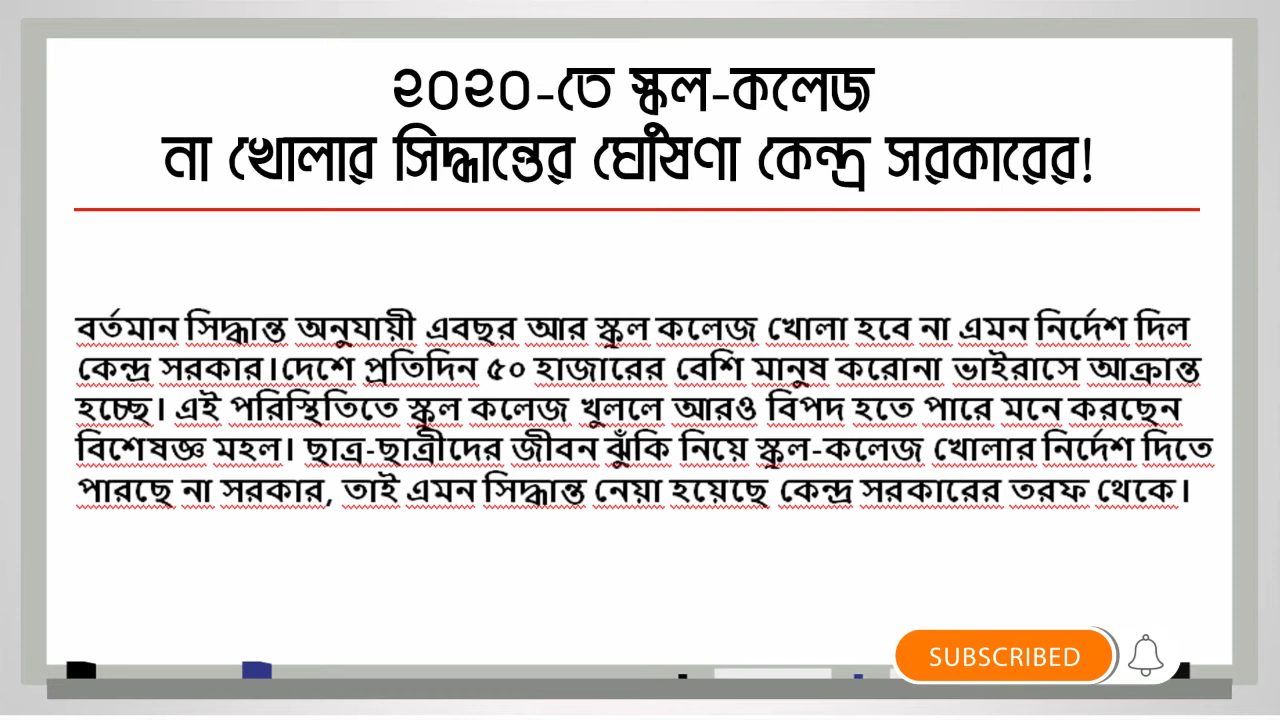 ২০২০-তে স্কুল-কলেজ
না খোলার সিদ্ধান্তের ঘোষণা কেন্দ্র সরকারের!
বর্তমান সিদ্ধান্ত অনুযায়ী এবছর আর স্কুল কলেজ খোলা হবে না এমন নির্দেশ দিল
কেন্দ্র সরকার।দেশে প্রতিদিন ৫০ হাজারের বেশি মানুষ করোনা ভাইরাসে আক্রান্ত
হচ্ছে। এই পরিস্থিতিতে স্কুল কলেজ খুললে আরও বিপদ হতে পারে মনে করছেন
বিশেষজ্ঞ মহল। ছাত্র-ছাত্রীদের জীবন ঝুঁকি নিয়ে স্কুল-কলেজ খোলার নির্দেশ দিতে
পারছে না সরকার, তাই এমন সিদ্ধান্ত নেয়া হয়েছে কেন্দ্র সরকারের তরফ থেকে।
SUBSCRIBED